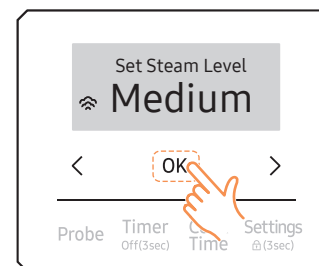 Set Steam Level
Medium
< OK >
Probe Timer Time Settings
Off(3sec) (3sec)